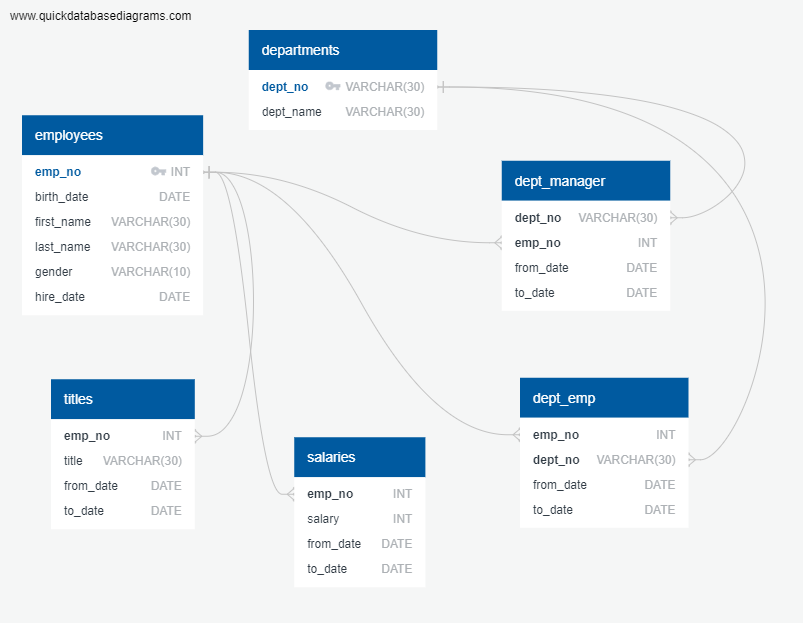 www.quickdatabasediagrams.com
departments
dept_no VARCHAR(30)
dept_name VARCHAR(30)
employees
emp_no INT
birth_date DATE
first_name VARCHAR(30)
last_name VARCHAR(30)
gender VARCHAR(10)
hire_date DATE
dept_manager
dept_no VARCHAR(30)
emp_no INT
from_date DATE
to_date DATE
titles
emp_no INT
title VARCHAR(30)
from_date DATE
to_date DATE
salaries
emp_no INT
salary INT
from_date DATE
to_date DATE
dept_emp
emp_no INT
dept_no VARCHAR(30)
from_date DATE
to_date DATE